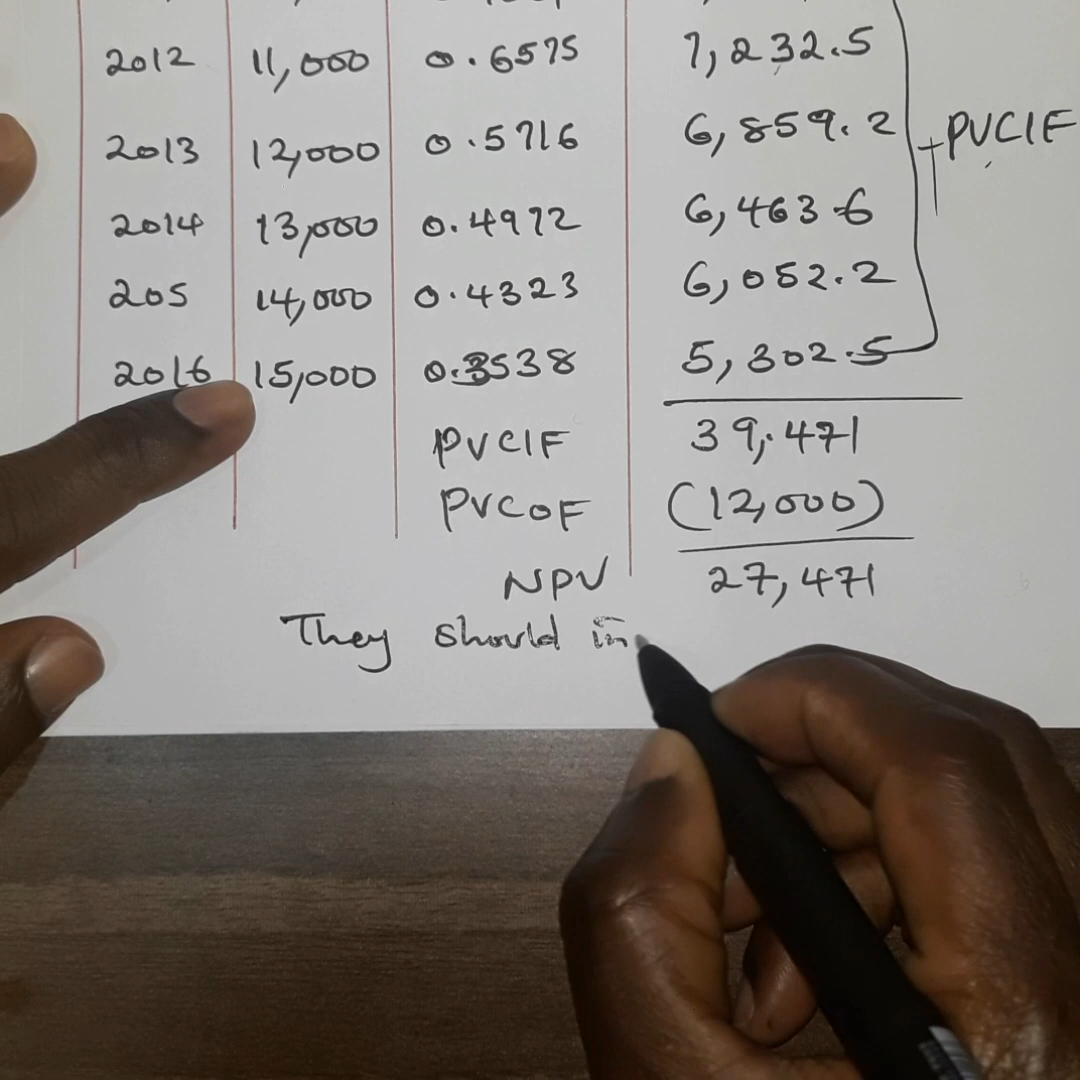 2012 11,000 0.6575 7,232.5
2013 12,000 0.5716 6,859.2 PVCIF
2014 13,000 0.4972 6,463.6
205 14,000 0.4323 6,052.2
2016 15,000 0.3538 5,302.5
PVCIF 39,471
PVCOF (12,000)
NPV 27,471
They should in